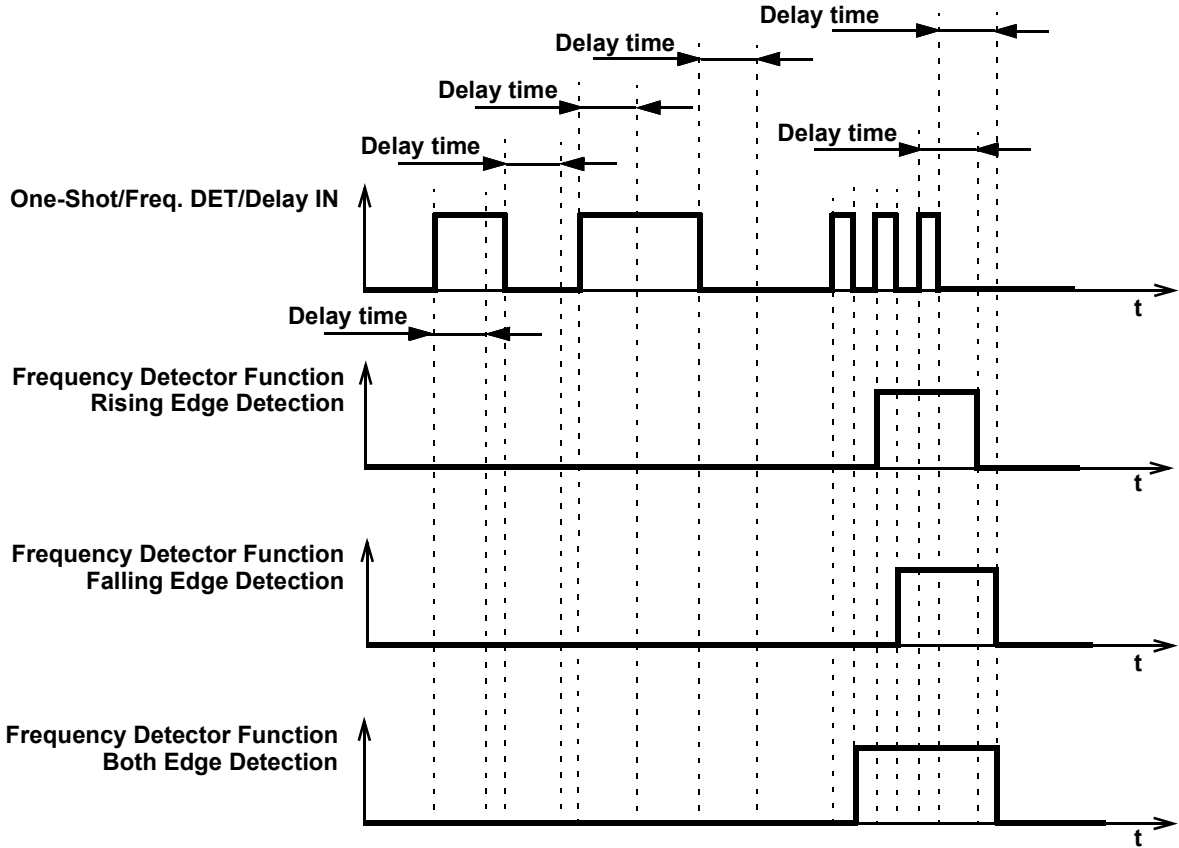 Delay time
Delay time
Delay time
Delay time
Delay time
One-Shot/Freq. DET/Delay IN
t
Delay time
Frequency Detector Function
Rising Edge Detection
t
Frequency Detector Function
Falling Edge Detection
t
Frequency Detector Function
Both Edge Detection
t